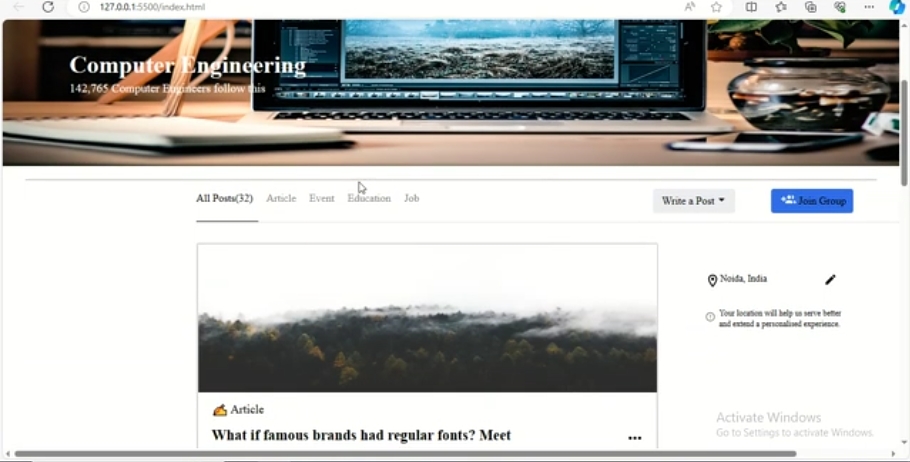 127.0.0.1:5500/index.html
Computer Engineering
142,765 Computer Engineers follow this
All Posts(32) Article Event Education Job
Write a Post
Join Group
Noida, India
Your location will help us serve better
and extend a personalised experience.
✍️ Article
What if famous brands had regular fonts? Meet
Activate Windows
Go to Settings to activate Windows.